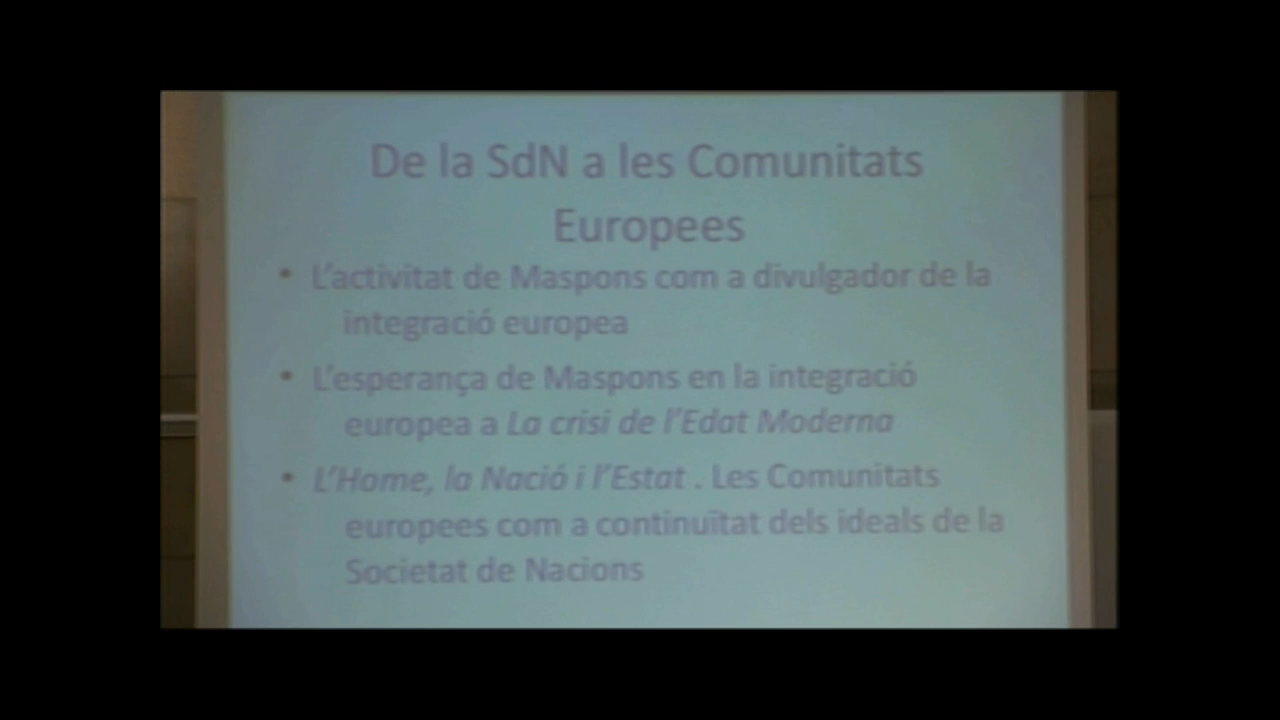 De la SdN a les Comunitats
Europees
• L'activitat de Maspons com a divulgador de la
integració europea
• L'esperança de Maspons en la integració
europea a La crisi de l'Edat Moderna
• L'Home, la Nació i l'Estat . Les Comunitats
europees com a continuïtat dels ideals de la
Societat de Nacions